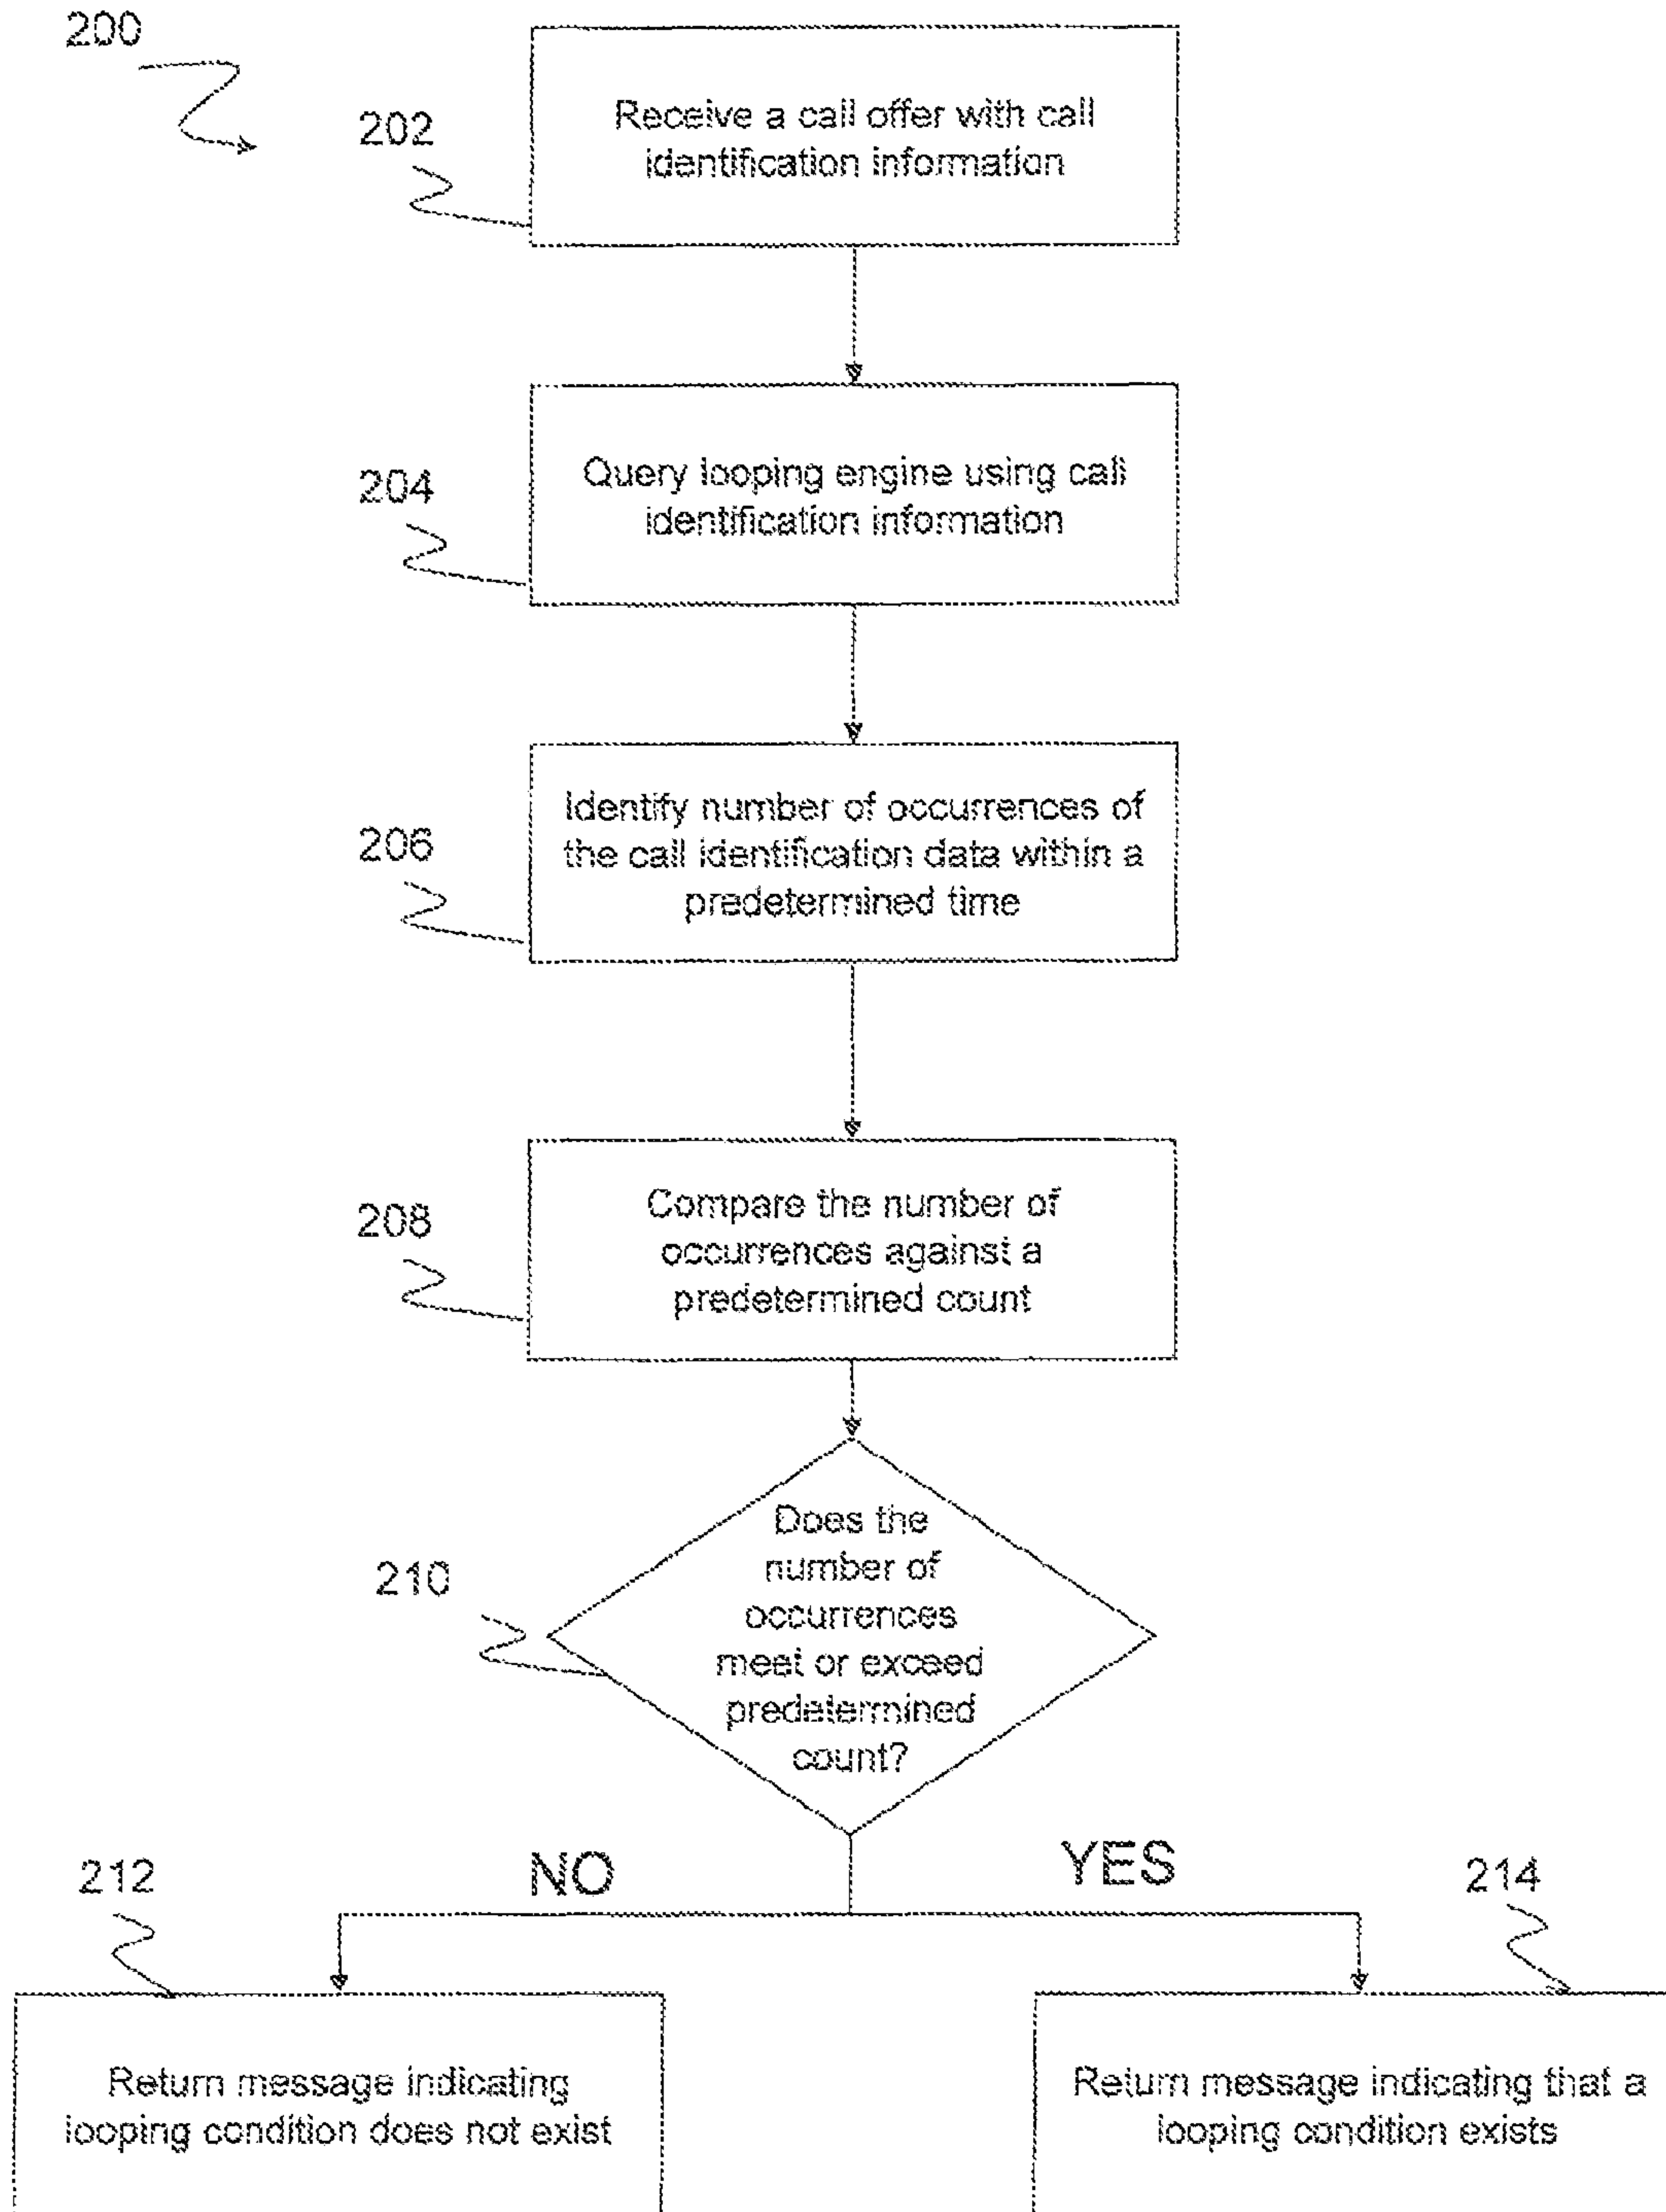 200
202
Receive a call offer with call
identification information
204
Query looping engine using call
identification information
206
Identify number of occurrences of
the call identification data within a
predetermined time
208
Compare the number of
occurrences against a
predetermined count
210
Does the
number of
occurrences
meet or exceed
predetermined
count?
NO
YES
212
214
Return message indicating
looping condition does not exist
Return message indicating that a
looping condition exists